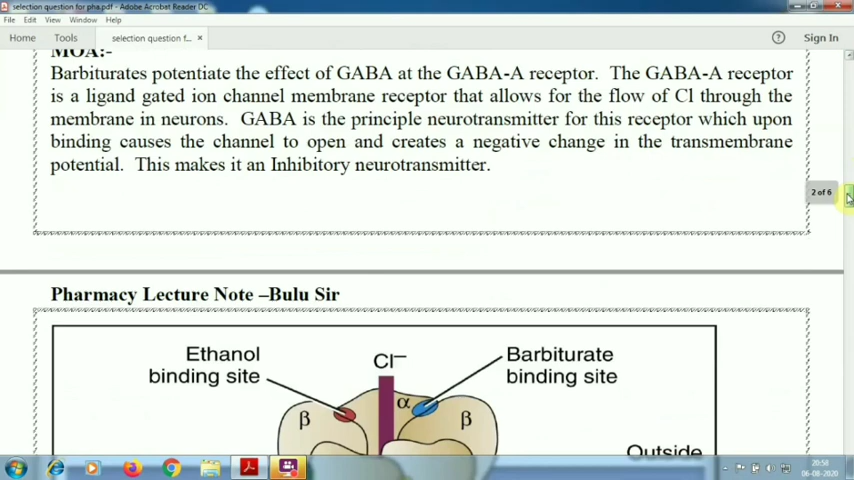 selection question for pha.pdf - Adobe Acrobat Reader DC
File Edit View Window Help
Home Tools selection question f... × Sign In
MOA:-
Barbiturates potentiate the effect of GABA at the GABA-A receptor. The GABA-A receptor
is a ligand gated ion channel membrane receptor that allows for the flow of Cl through the
membrane in neurons. GABA is the principle neurotransmitter for this receptor which upon
binding causes the channel to open and creates a negative change in the transmembrane
potential. This makes it an Inhibitory neurotransmitter.
2 of 6
Pharmacy Lecture Note –Bulu Sir
Ethanol
binding site
Cl–
Barbiturate
binding site
α
β
β
Outside
20:58
06-08-2020